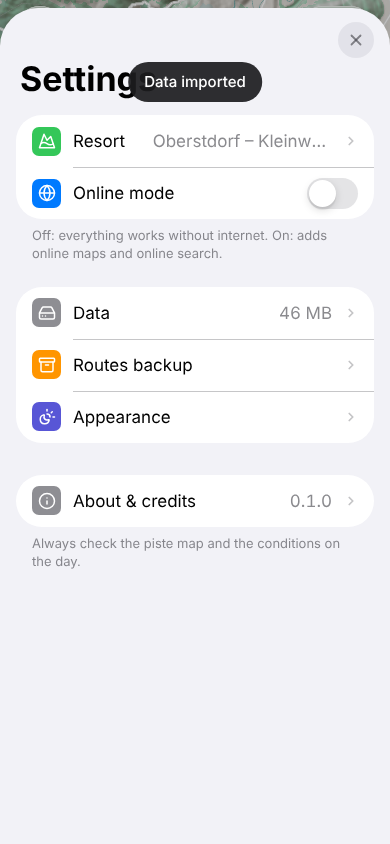 Settings
Data imported
Resort Oberstdorf – Kleinw...
Online mode
Off: everything works without internet. On: adds
online maps and online search.
Data 46 MB
Routes backup
Appearance
About & credits 0.1.0
Always check the piste map and the conditions on
the day.